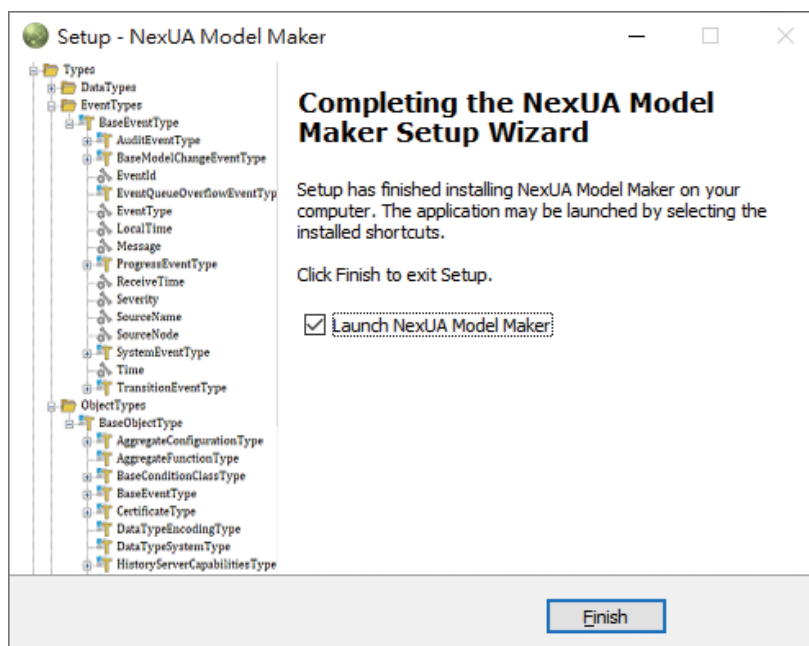 Setup - NexUA Model Maker
Types
DataTypes
EventTypes
BaseEventType
AuditEventType
BaseModelChangeEventType
EventId
EventQueueOverflowEventTyp
EventType
LocalTime
Message
ProgressEventType
ReceiveTime
Severity
SourceName
SourceNode
SystemEventType
Time
TransitionEventType
ObjectTypes
BaseObjectType
AggregateConfigurationType
AggregateFunctionType
BaseConditionClassType
BaseEventType
CertificateType
DataTypeEncodingType
DataTypeSystemType
HistoryServerCapabilitiesType
Completing the NexUA Model
Maker Setup Wizard
Setup has finished installing NexUA Model Maker on your
computer. The application may be launched by selecting the
installed shortcuts.
Click Finish to exit Setup.
Launch NexUA Model Maker
Finish